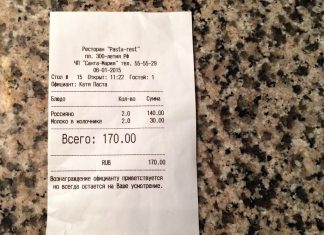 Ресторан "Pasta-rest"
пл. 300-летия РФ
ЧП "Санта-Мария" тел. 55-55-29
06-01-2015
Стол # 15 Открыт: 11:22 Гостей: 1
Официант: Катя Паста
Блюдо Кол-во Сумма
Россияно 2.0 140.00
Молоко в молочнике 2.0 30.00
Всего: 170.00
RUB 170.00
Вознаграждение официанту приветствуется
но всегда остается на Ваше усмотрение.